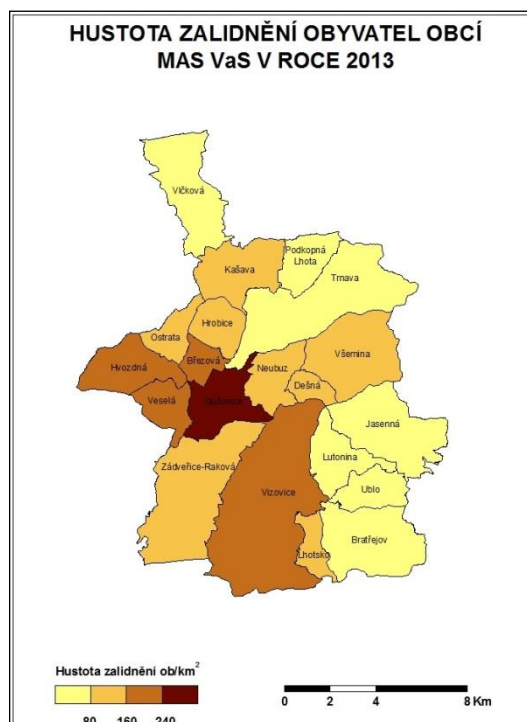 HUSTOTA ZALIDNĚNÍ OBYVATEL OBCÍ
MAS VaS V ROCE 2013
Vlčková
Podkopná
Lhota
Kašava
Trnava
Hrobice
Ostrata
Všemina
Březová
Hvozdná
Neubuz
Dešná
Veselá
Slušovice
Jasenná
Lutonina
Zádveřice-Raková
Ublo
Vizovice
Bratřejov
Lhotsko
Hustota zalidnění ob/km²
80 160 240
0 2 4 8 Km